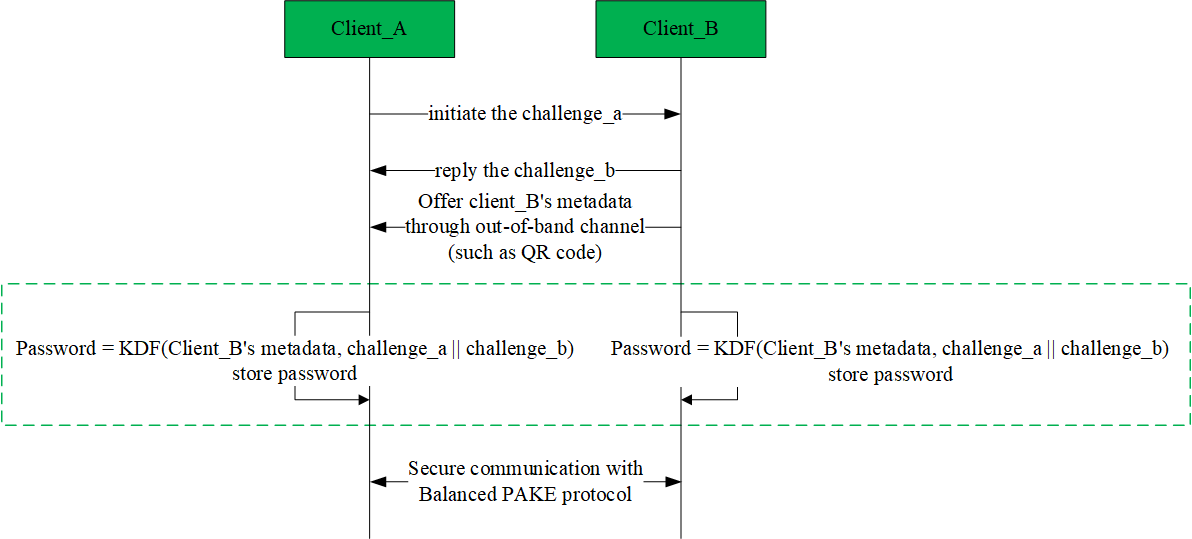 Client_A
Client_B
initiate the challenge_a
reply the challenge_b
Offer client_B's metadata
through out-of-band channel
(such as QR code)
Password = KDF(Client_B's metadata, challenge_a || challenge_b)
store password
Password = KDF(Client_B's metadata, challenge_a || challenge_b)
store password
Secure communication with
Balanced PAKE protocol